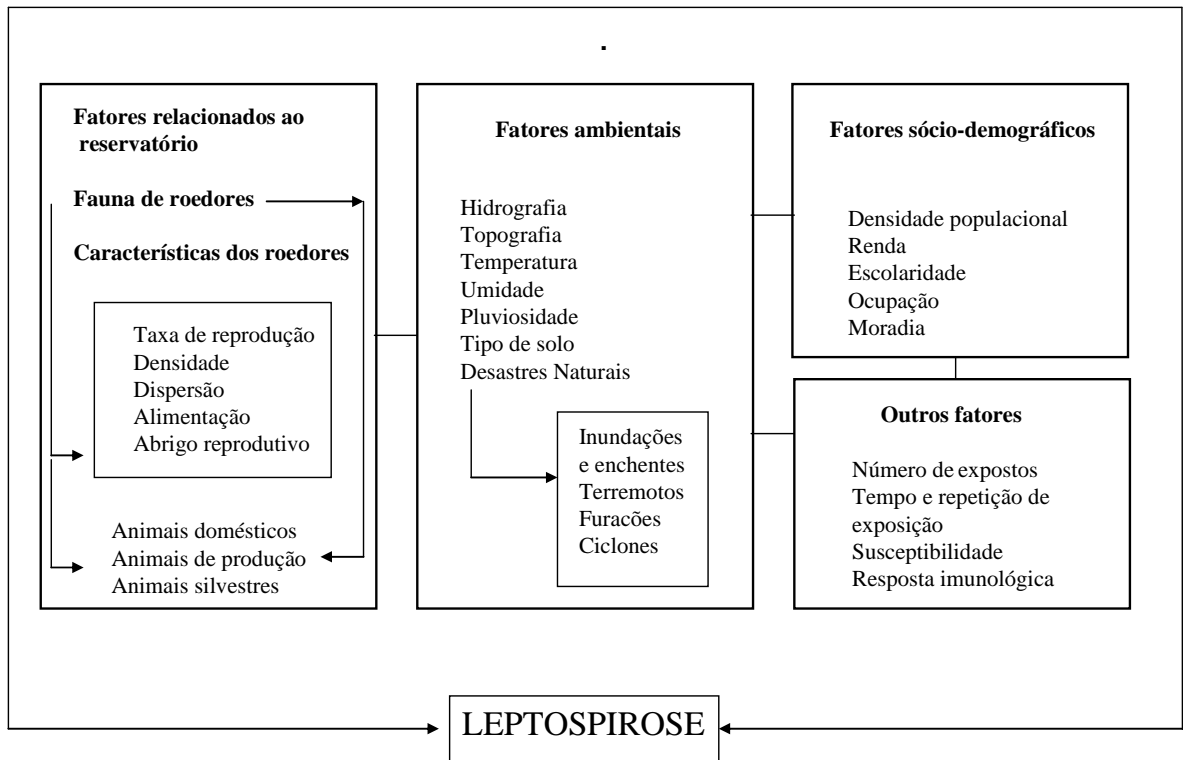 .
Fatores relacionados ao
reservatório
Fauna de roedores
Características dos roedores
Taxa de reprodução
Densidade
Dispersão
Alimentação
Abrigo reprodutivo
Animais domésticos
Animais de produção
Animais silvestres
Fatores ambientais
Hidrografia
Topografia
Temperatura
Umidade
Pluviosidade
Tipo de solo
Desastres Naturais
Inundações
e enchentes
Terremotos
Furacões
Ciclones
Fatores sócio-demográficos
Densidade populacional
Renda
Escolaridade
Ocupação
Moradia
Outros fatores
Número de expostos
Tempo e repetição de
exposição
Susceptibilidade
Resposta imunológica
LEPTOSPIROSE